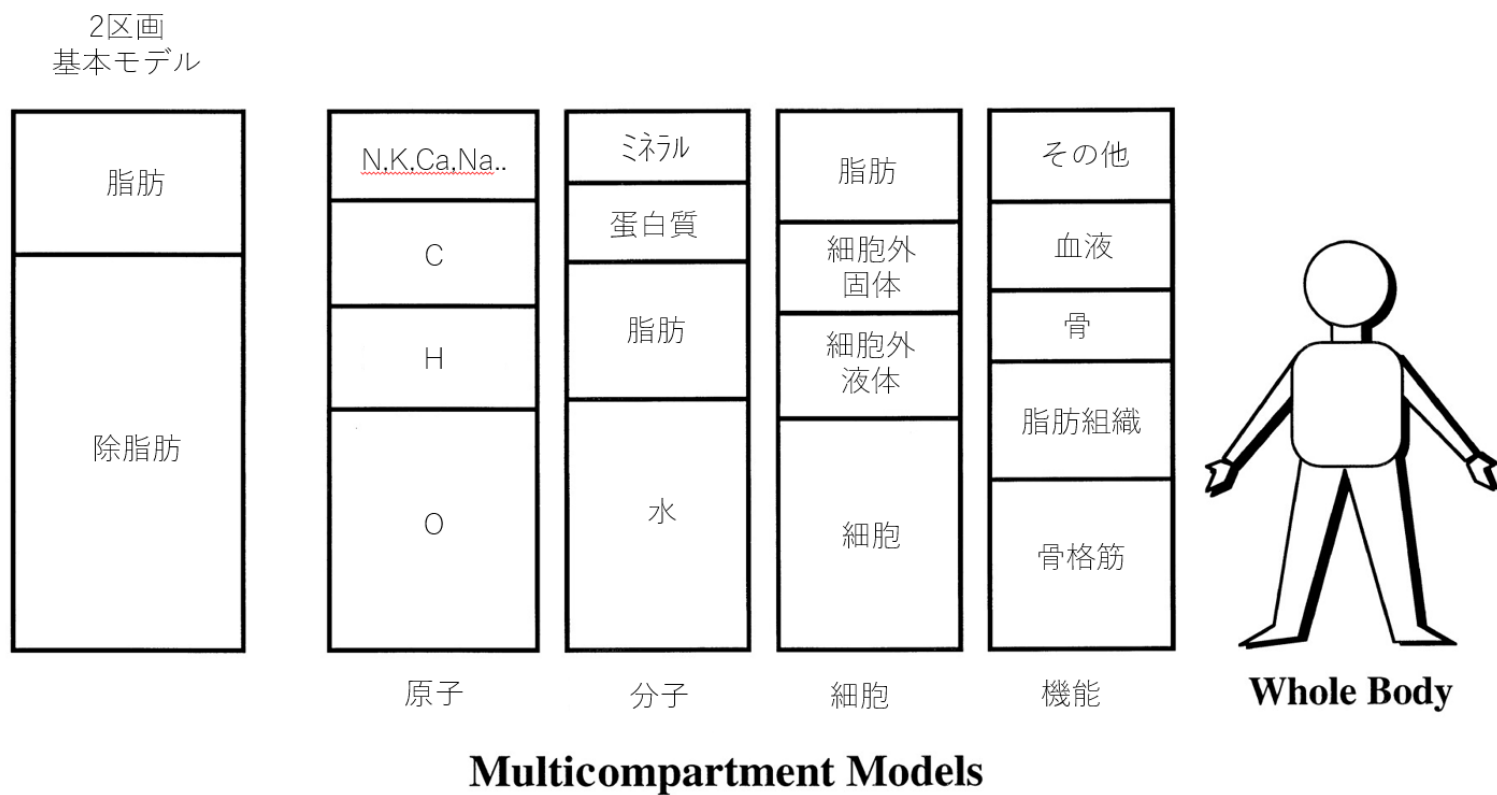 2区画
基本モデル
脂肪
除脂肪
N,K,Ca,Na..
C
H
O
原子
ミネラル
蛋白質
脂肪
水
分子
脂肪
細胞外
固体
細胞外
液体
細胞
細胞
その他
血液
骨
脂肪組織
骨格筋
機能
Whole Body
Multicompartment Models